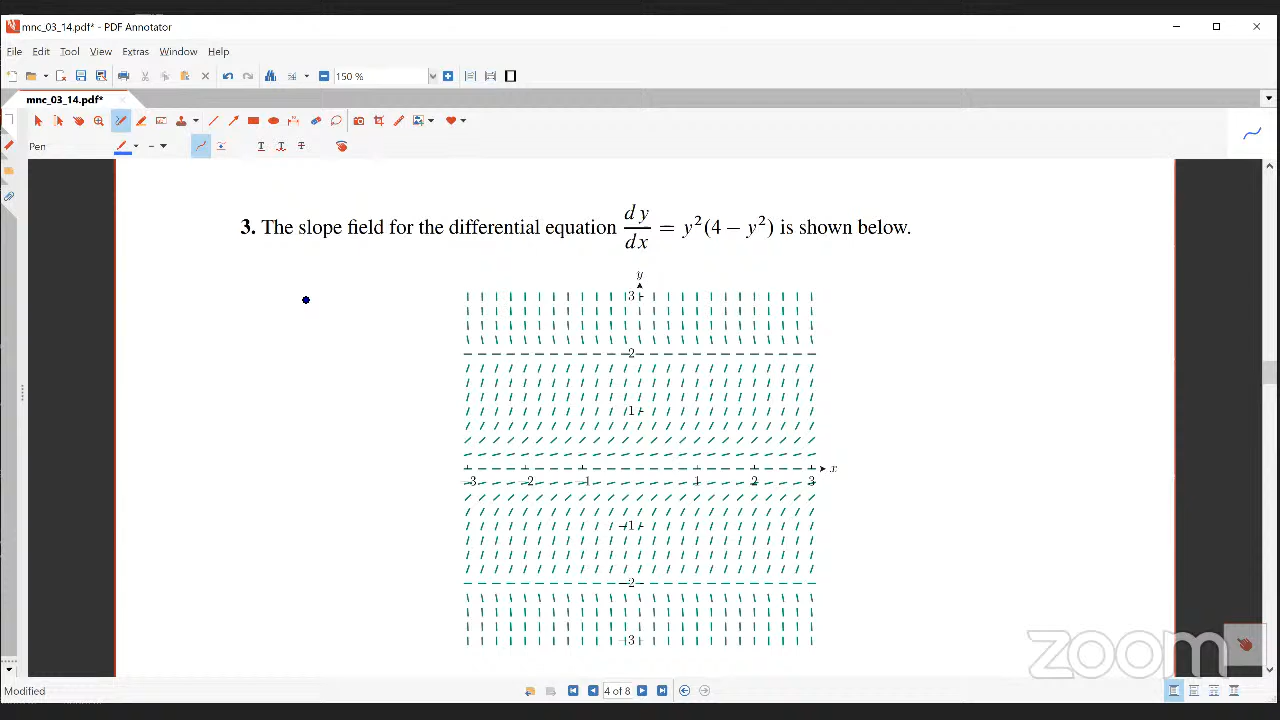 mnc_03_14.pdf* - PDF Annotator
File Edit Tool View Extras Window Help
150 %
mnc_03_14.pdf*
Pen
3. The slope field for the differential equation dy/dx = y²(4 − y²) is shown below.
y
3
2
1
-3 -2 -1 1 2 3 x
-1
-2
-3
zoom
Modified
4 of 8